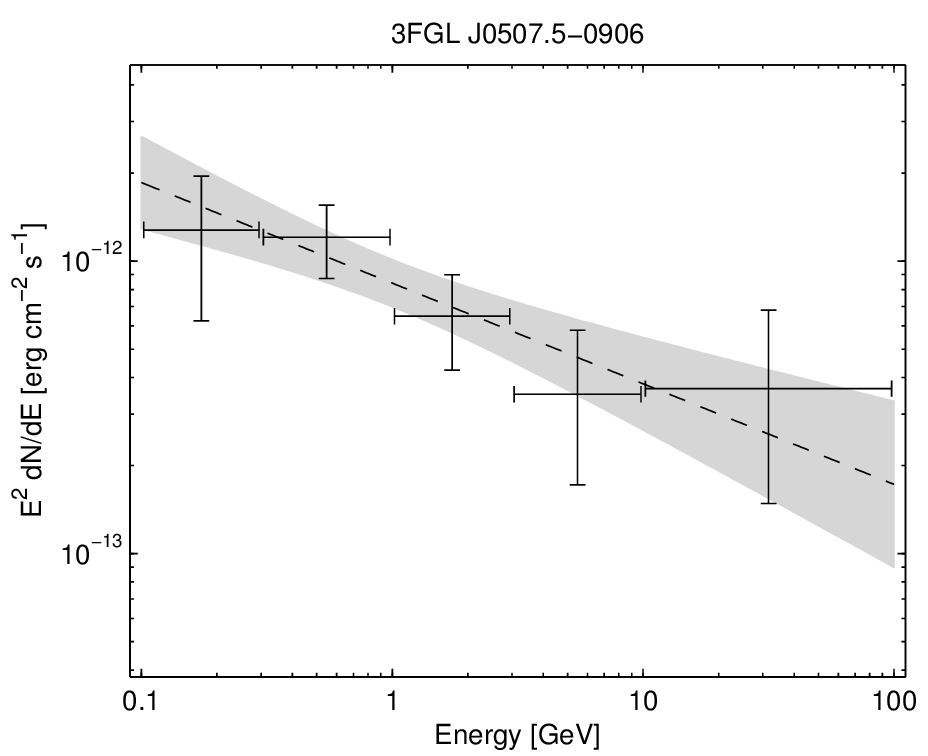 3FGL J0507.5−0906
E² dN/dE [erg cm⁻² s⁻¹]
10⁻¹²
10⁻¹³
0.1 1 10 100
Energy [GeV]